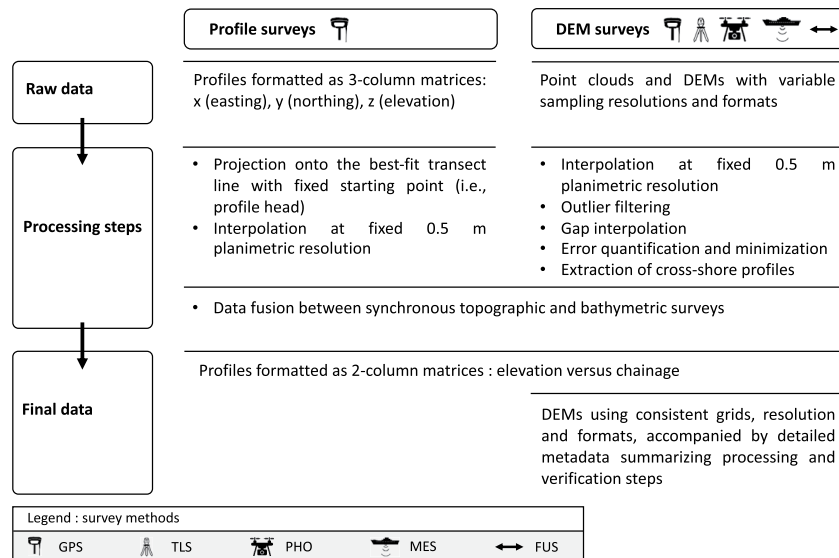 Profile surveys
DEM surveys
Raw data
Profiles formatted as 3-column matrices:
x (easting), y (northing), z (elevation)
Point clouds and DEMs with variable
sampling resolutions and formats
Processing steps
• Projection onto the best-fit transect
line with fixed starting point (i.e.,
profile head)
• Interpolation at fixed 0.5 m
planimetric resolution
• Interpolation at fixed 0.5 m
planimetric resolution
• Outlier filtering
• Gap interpolation
• Error quantification and minimization
• Extraction of cross-shore profiles
• Data fusion between synchronous topographic and bathymetric surveys
Final data
Profiles formatted as 2-column matrices : elevation versus chainage
DEMs using consistent grids, resolution
and formats, accompanied by detailed
metadata summarizing processing and
verification steps
Legend : survey methods
GPS TLS PHO MES FUS